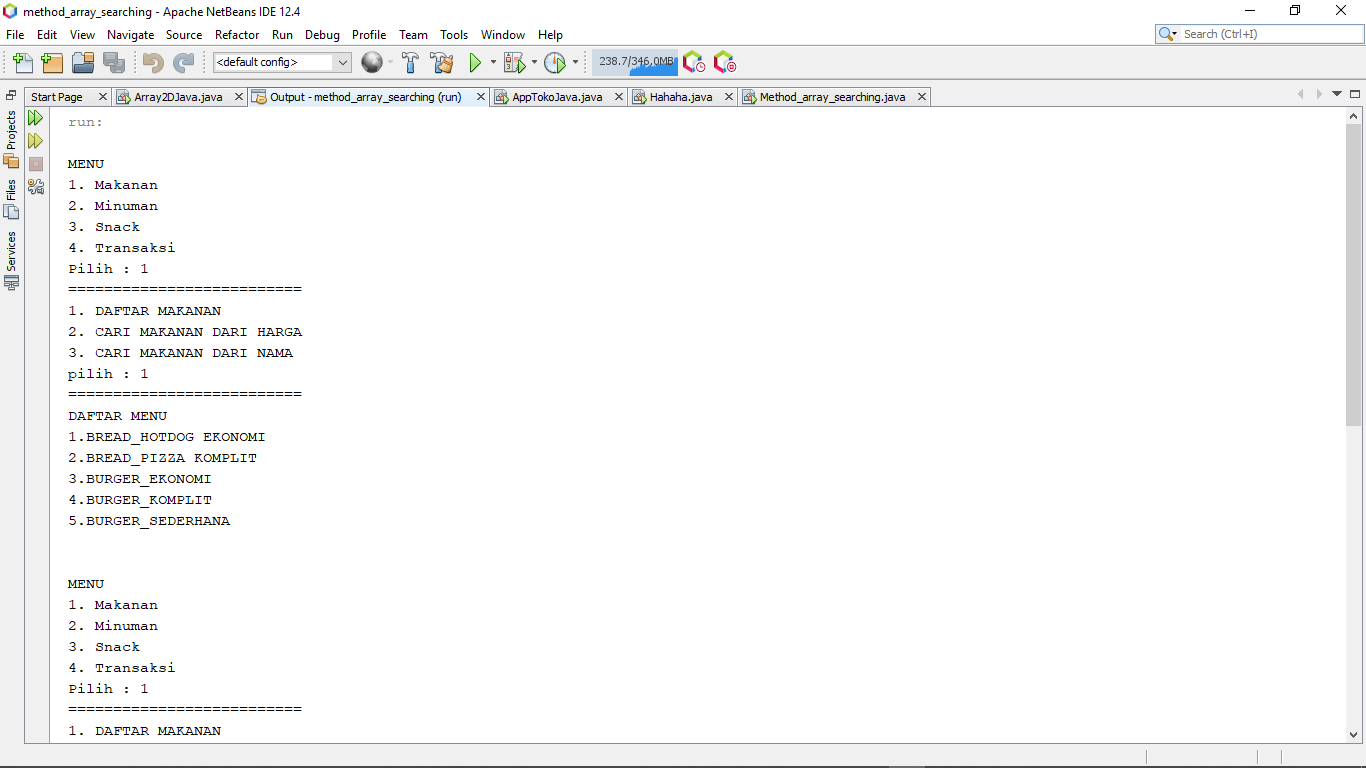 method_array_searching - Apache NetBeans IDE 12.4
File Edit View Navigate Source Refactor Run Debug Profile Team Tools Window Help
Search (Ctrl+I)
<default config>
238.7/346.0MB
Start Page Array2DJava.java Output - method_array_searching (run) AppTokoJava.java Hahaha.java Method_array_searching.java
Projects
Files
Services
run:
MENU
1. Makanan
2. Minuman
3. Snack
4. Transaksi
Pilih : 1
==========================
1. DAFTAR MAKANAN
2. CARI MAKANAN DARI HARGA
3. CARI MAKANAN DARI NAMA
pilih : 1
==========================
DAFTAR MENU
1.BREAD_HOTDOG EKONOMI
2.BREAD_PIZZA KOMPLIT
3.BURGER_EKONOMI
4.BURGER_KOMPLIT
5.BURGER_SEDERHANA
MENU
1. Makanan
2. Minuman
3. Snack
4. Transaksi
Pilih : 1
==========================
1. DAFTAR MAKANAN